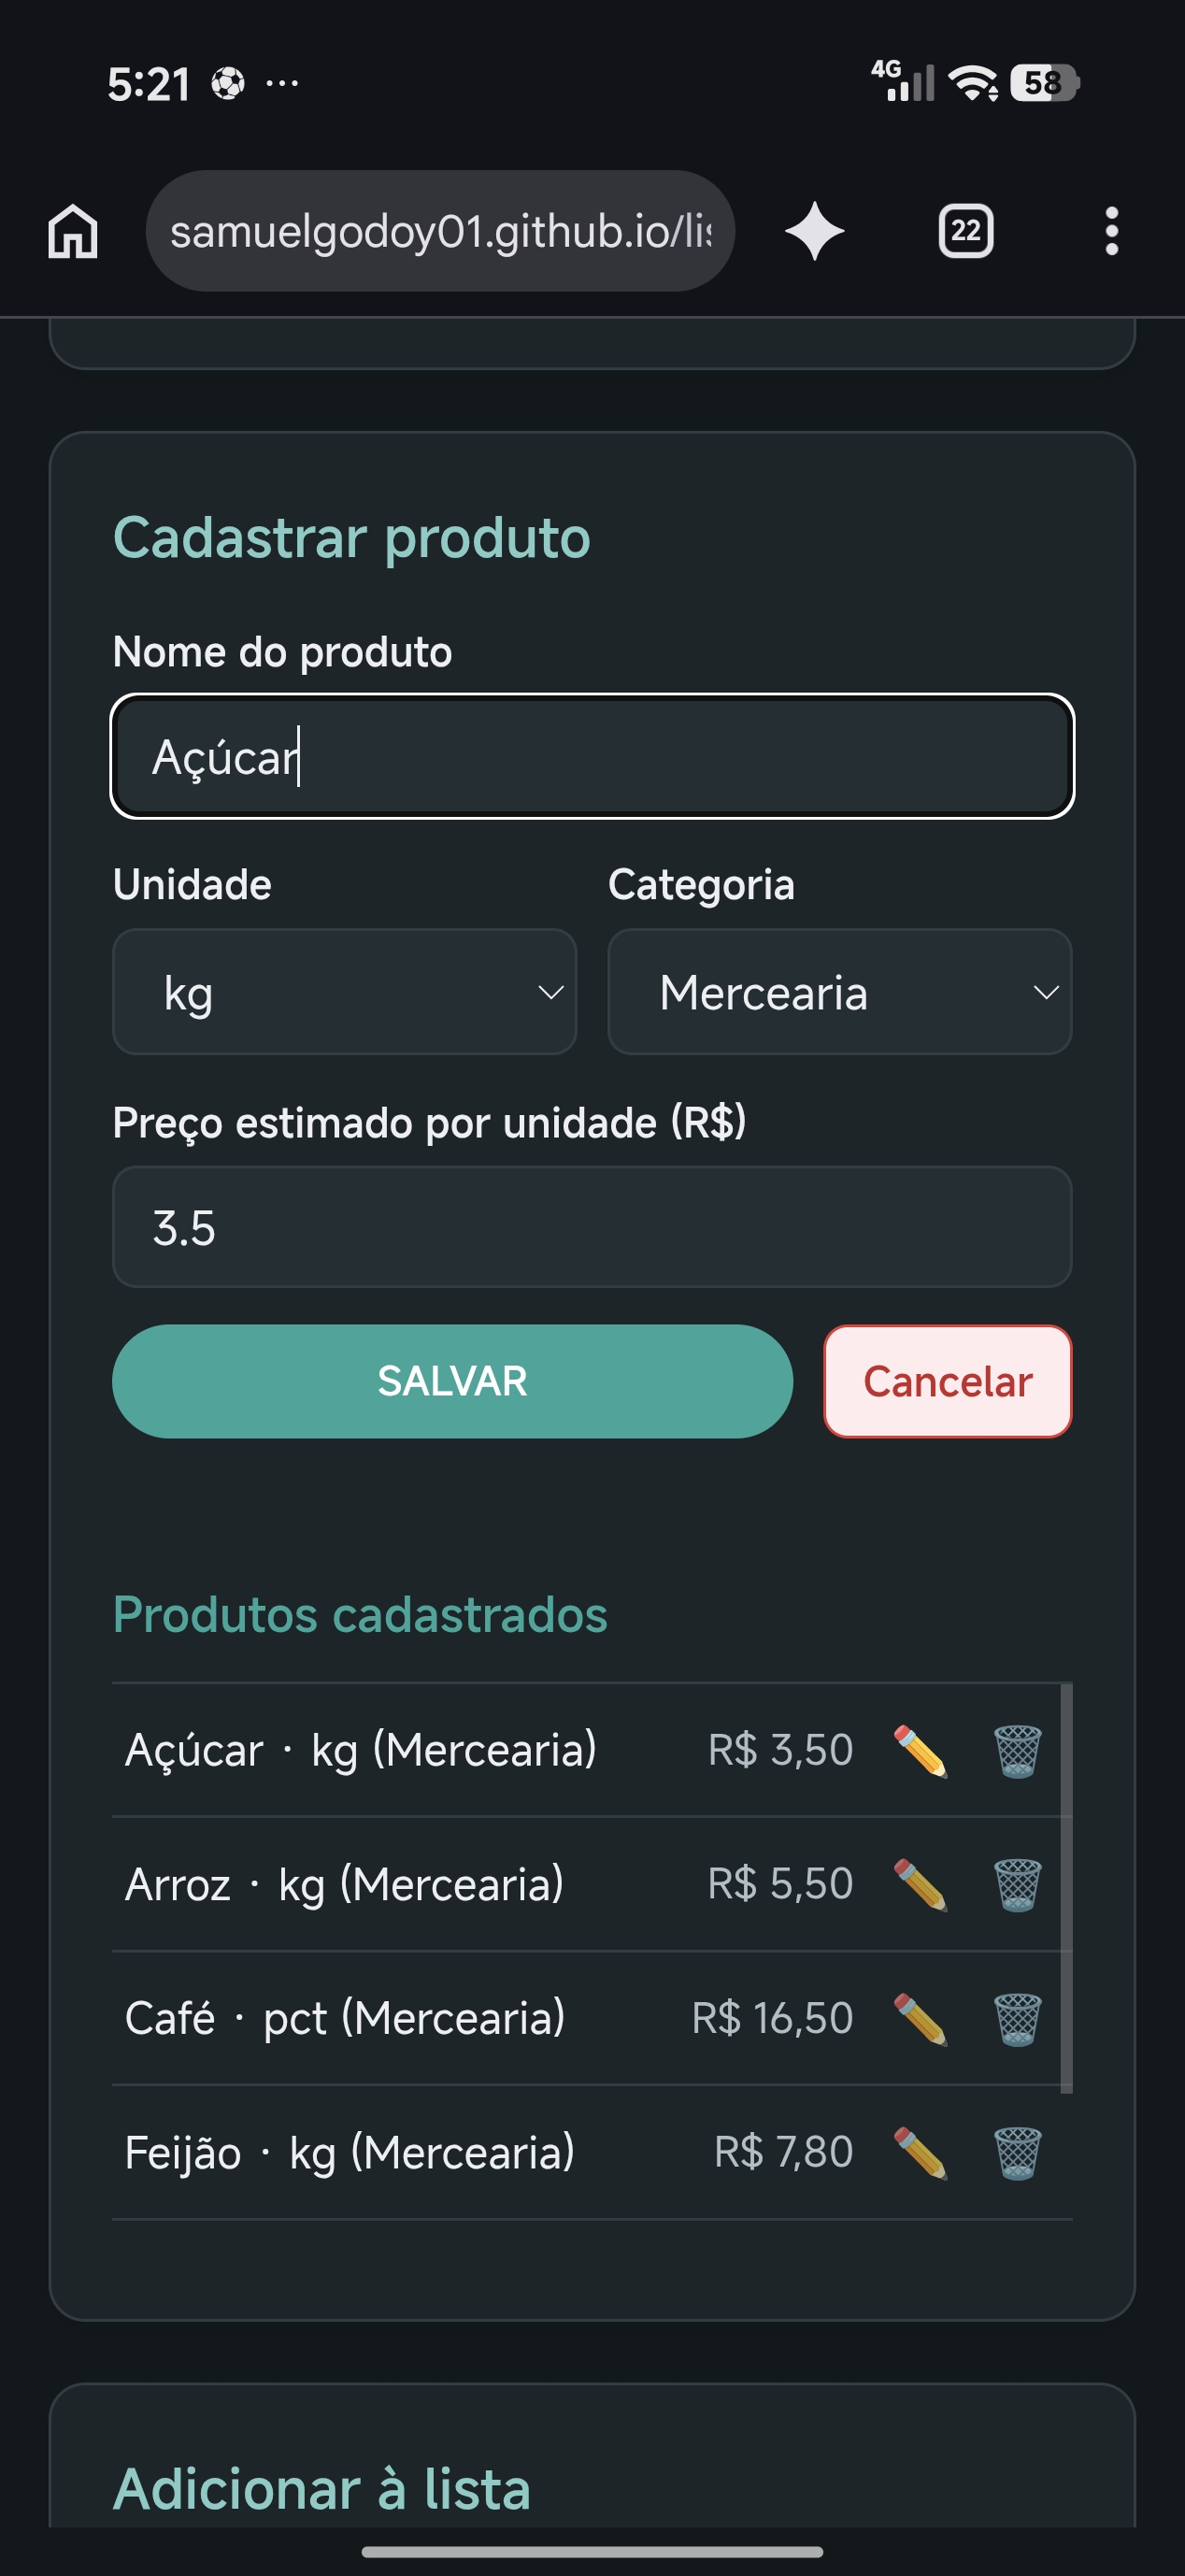 5:21 ...
4G 58
samuelgodoy01.github.io/lis
22
Cadastrar produto
Nome do produto
Açúcar
Unidade Categoria
kg Mercearia
Preço estimado por unidade (R$)
3.5
SALVAR Cancelar
Produtos cadastrados
Açúcar · kg (Mercearia) R$ 3,50
Arroz · kg (Mercearia) R$ 5,50
Café · pct (Mercearia) R$ 16,50
Feijão · kg (Mercearia) R$ 7,80
Adicionar à lista